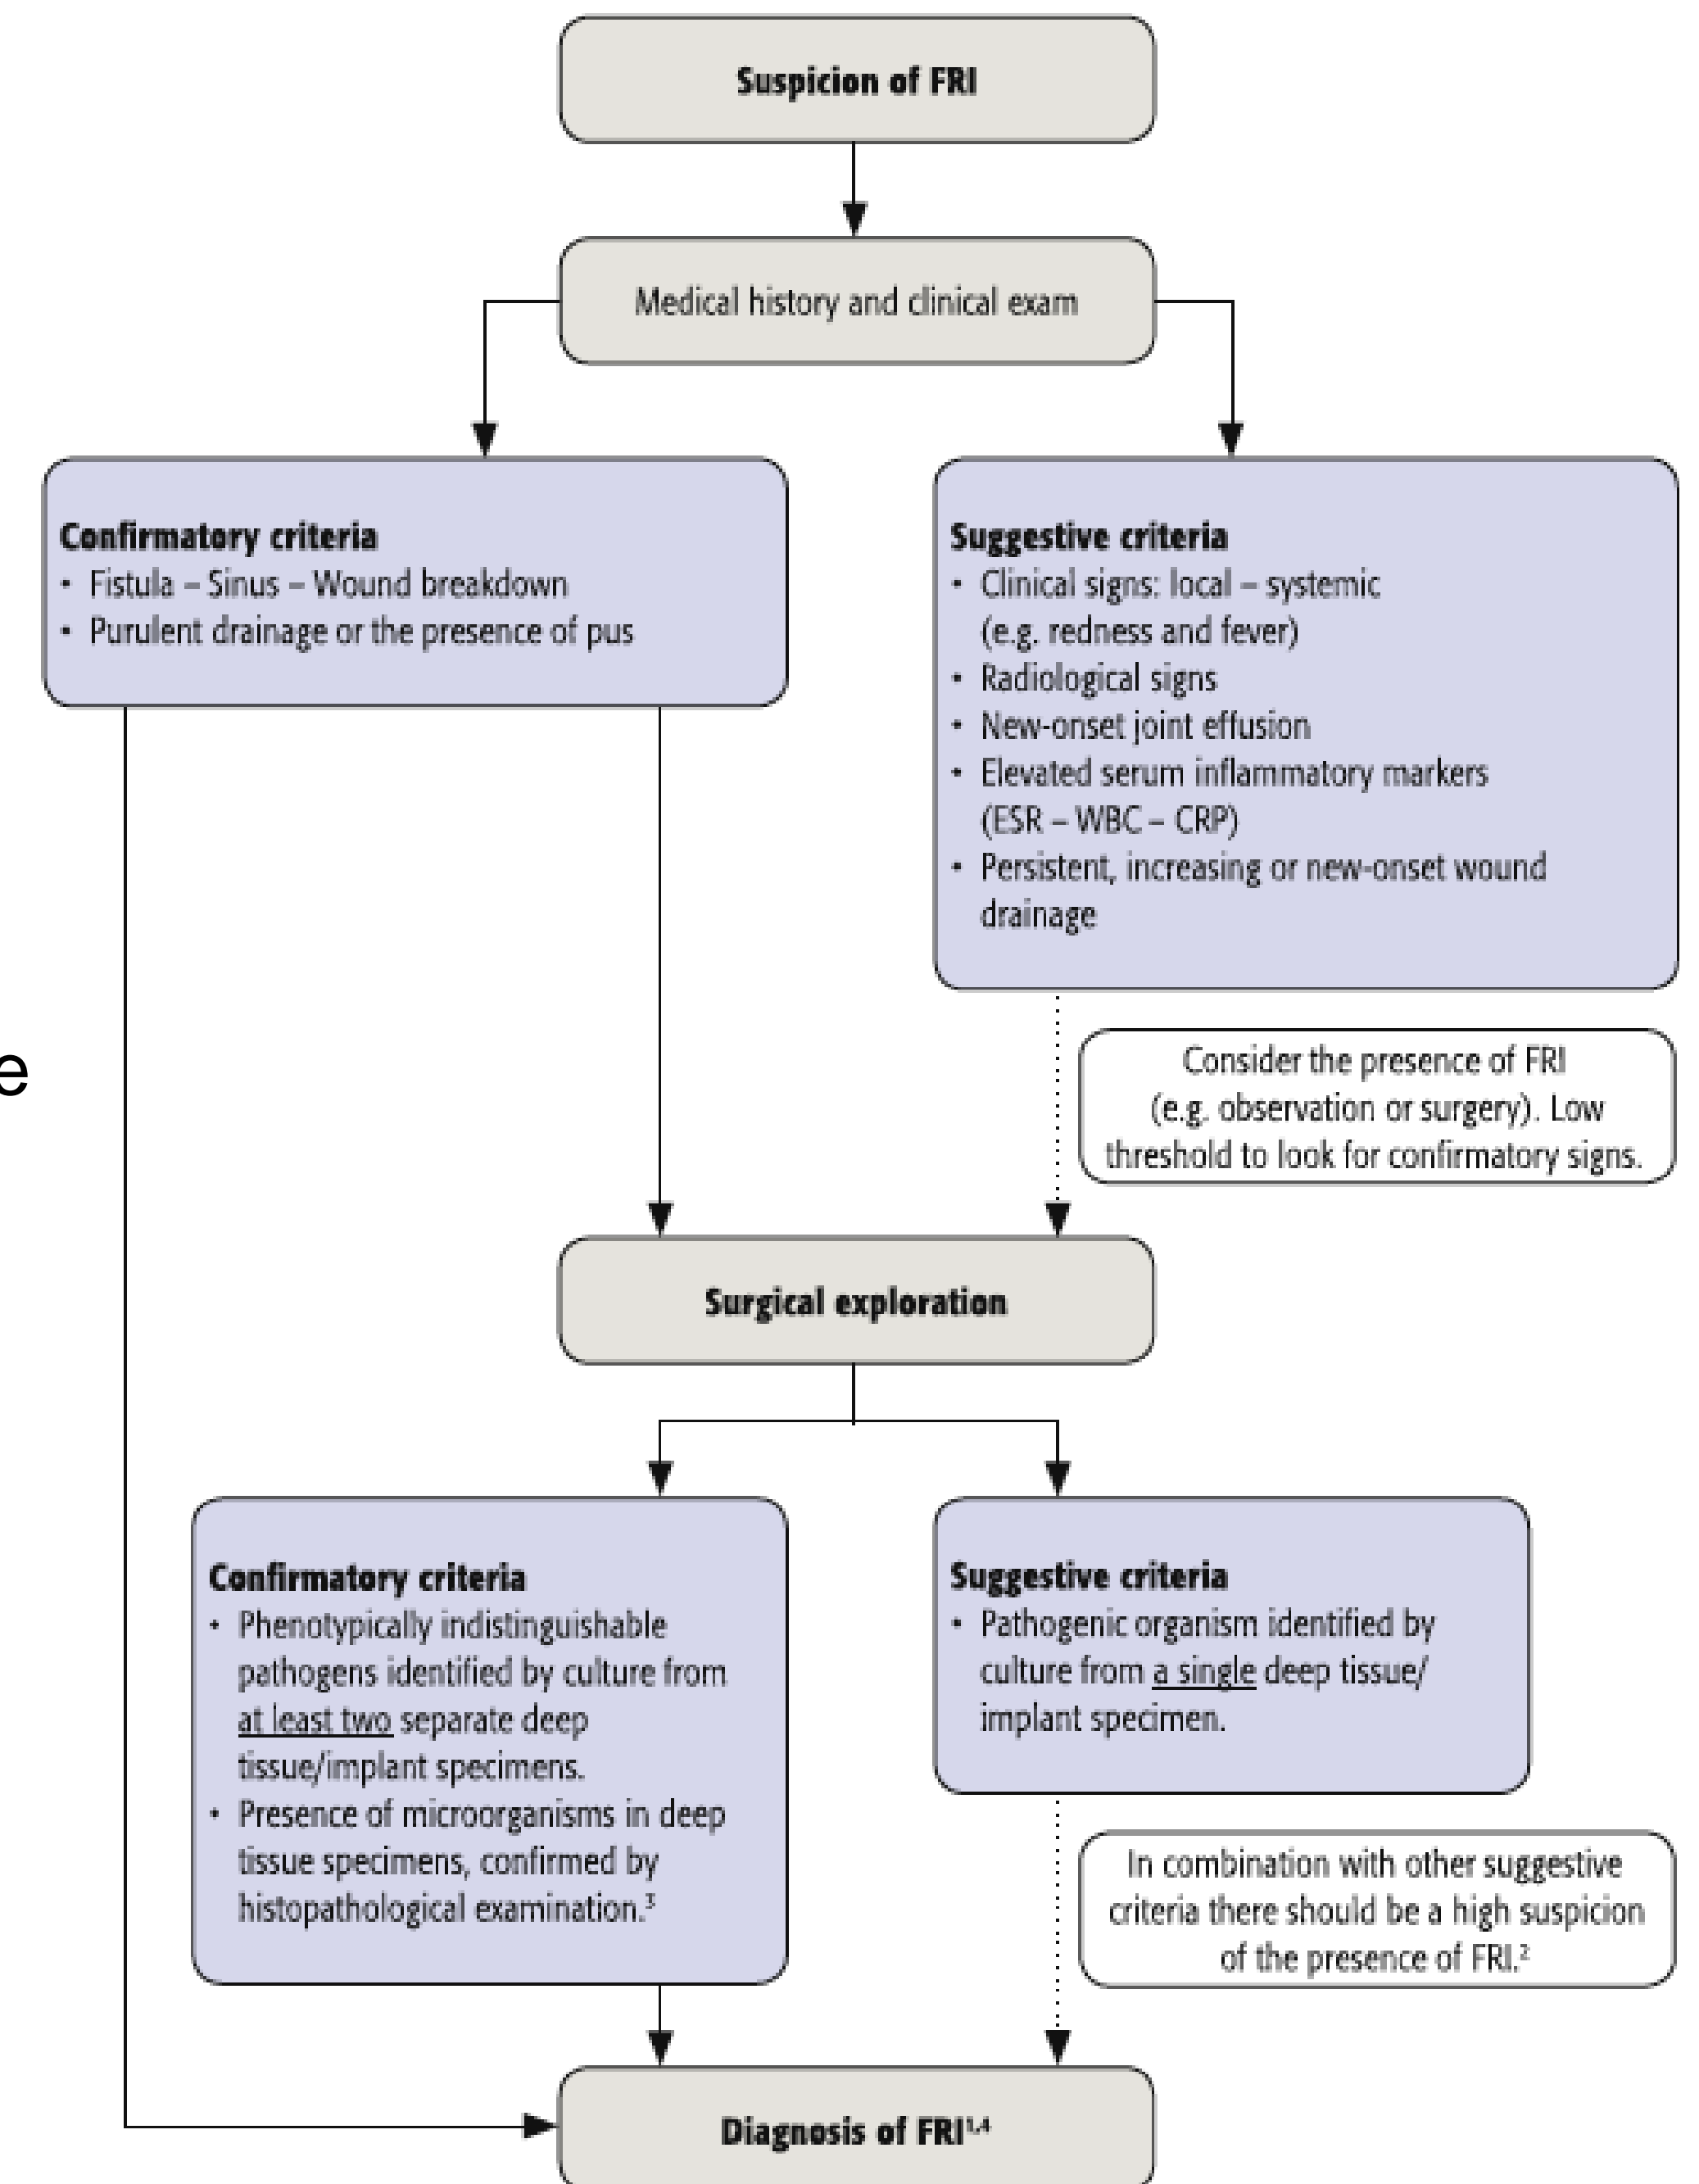 Suspicion of FRI
Medical history and clinical exam
Confirmatory criteria
• Fistula – Sinus – Wound breakdown
• Purulent drainage or the presence of pus
Suggestive criteria
• Clinical signs: local – systemic
(e.g. redness and fever)
• Radiological signs
• New-onset joint effusion
• Elevated serum inflammatory markers
(ESR – WBC – CRP)
• Persistent, increasing or new-onset wound
drainage
e
Consider the presence of FRI
(e.g. observation or surgery). Low
threshold to look for confirmatory signs.
Surgical exploration
Confirmatory criteria
• Phenotypically indistinguishable
pathogens identified by culture from
at least two separate deep
tissue/implant specimens.
• Presence of microorganisms in deep
tissue specimens, confirmed by
histopathological examination.³
Suggestive criteria
• Pathogenic organism identified by
culture from a single deep tissue/
implant specimen.
In combination with other suggestive
criteria there should be a high suspicion
of the presence of FRI.²
Diagnosis of FRI¹,⁴